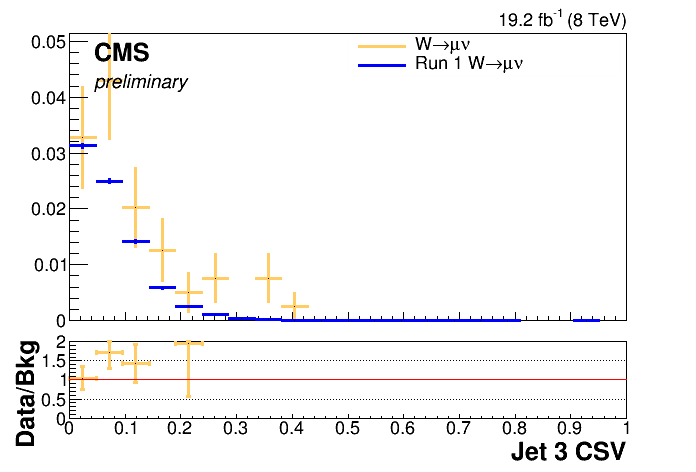 19.2 fb⁻¹ (8 TeV)
CMS
preliminary
W→μν
Run 1 W→μν
0.05
0.04
0.03
0.02
0.01
0
Data/Bkg
2
1.5
1
0.5
0
0 0.1 0.2 0.3 0.4 0.5 0.6 0.7 0.8 0.9 1
Jet 3 CSV